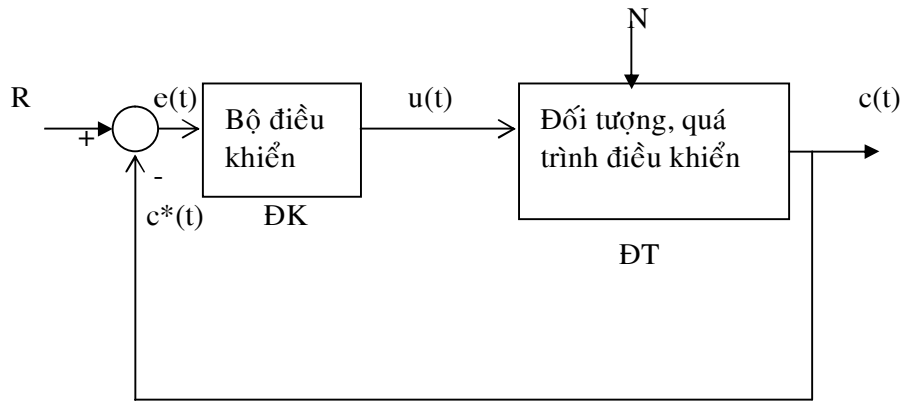 N
R
e(t)
u(t)
c(t)
Bộ điều
khiển
Đối tượng, quá
trình điều khiển
+
-
c*(t)
ĐK
ĐT